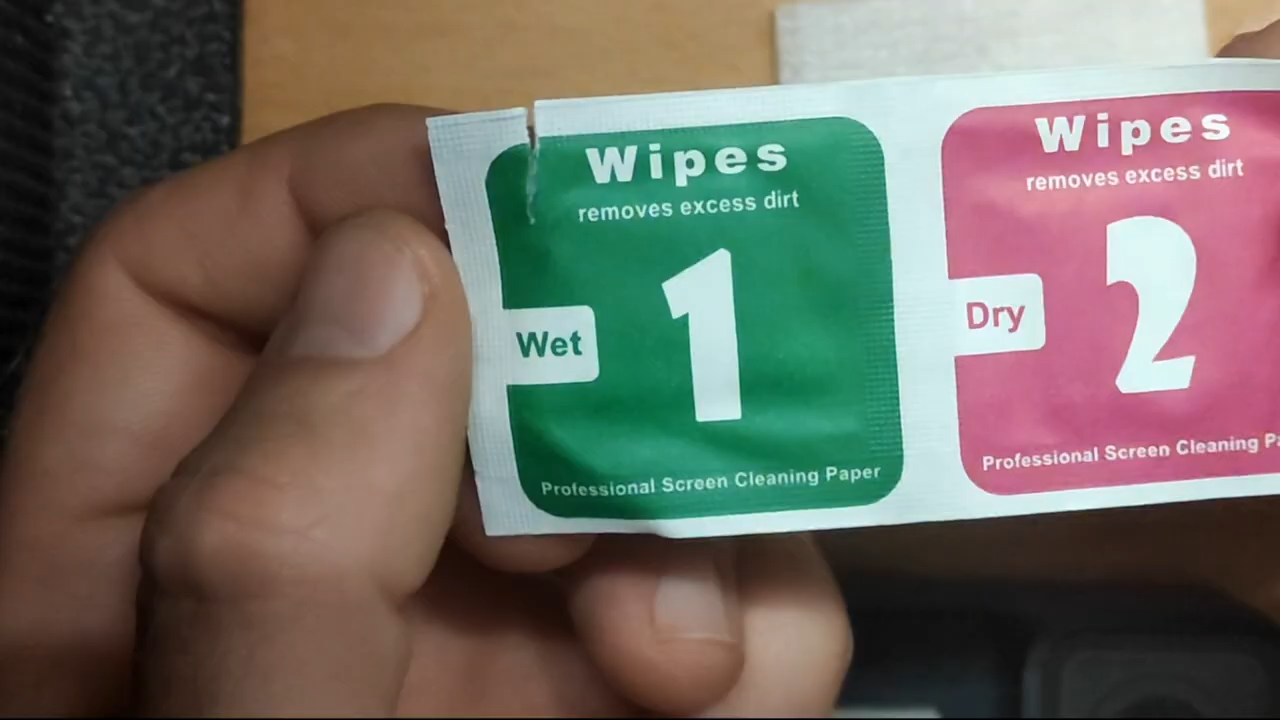 Wipes
removes excess dirt
1
Wet
Professional Screen Cleaning Paper
Wipes
removes excess dirt
2
Dry
Professional Screen Cleaning